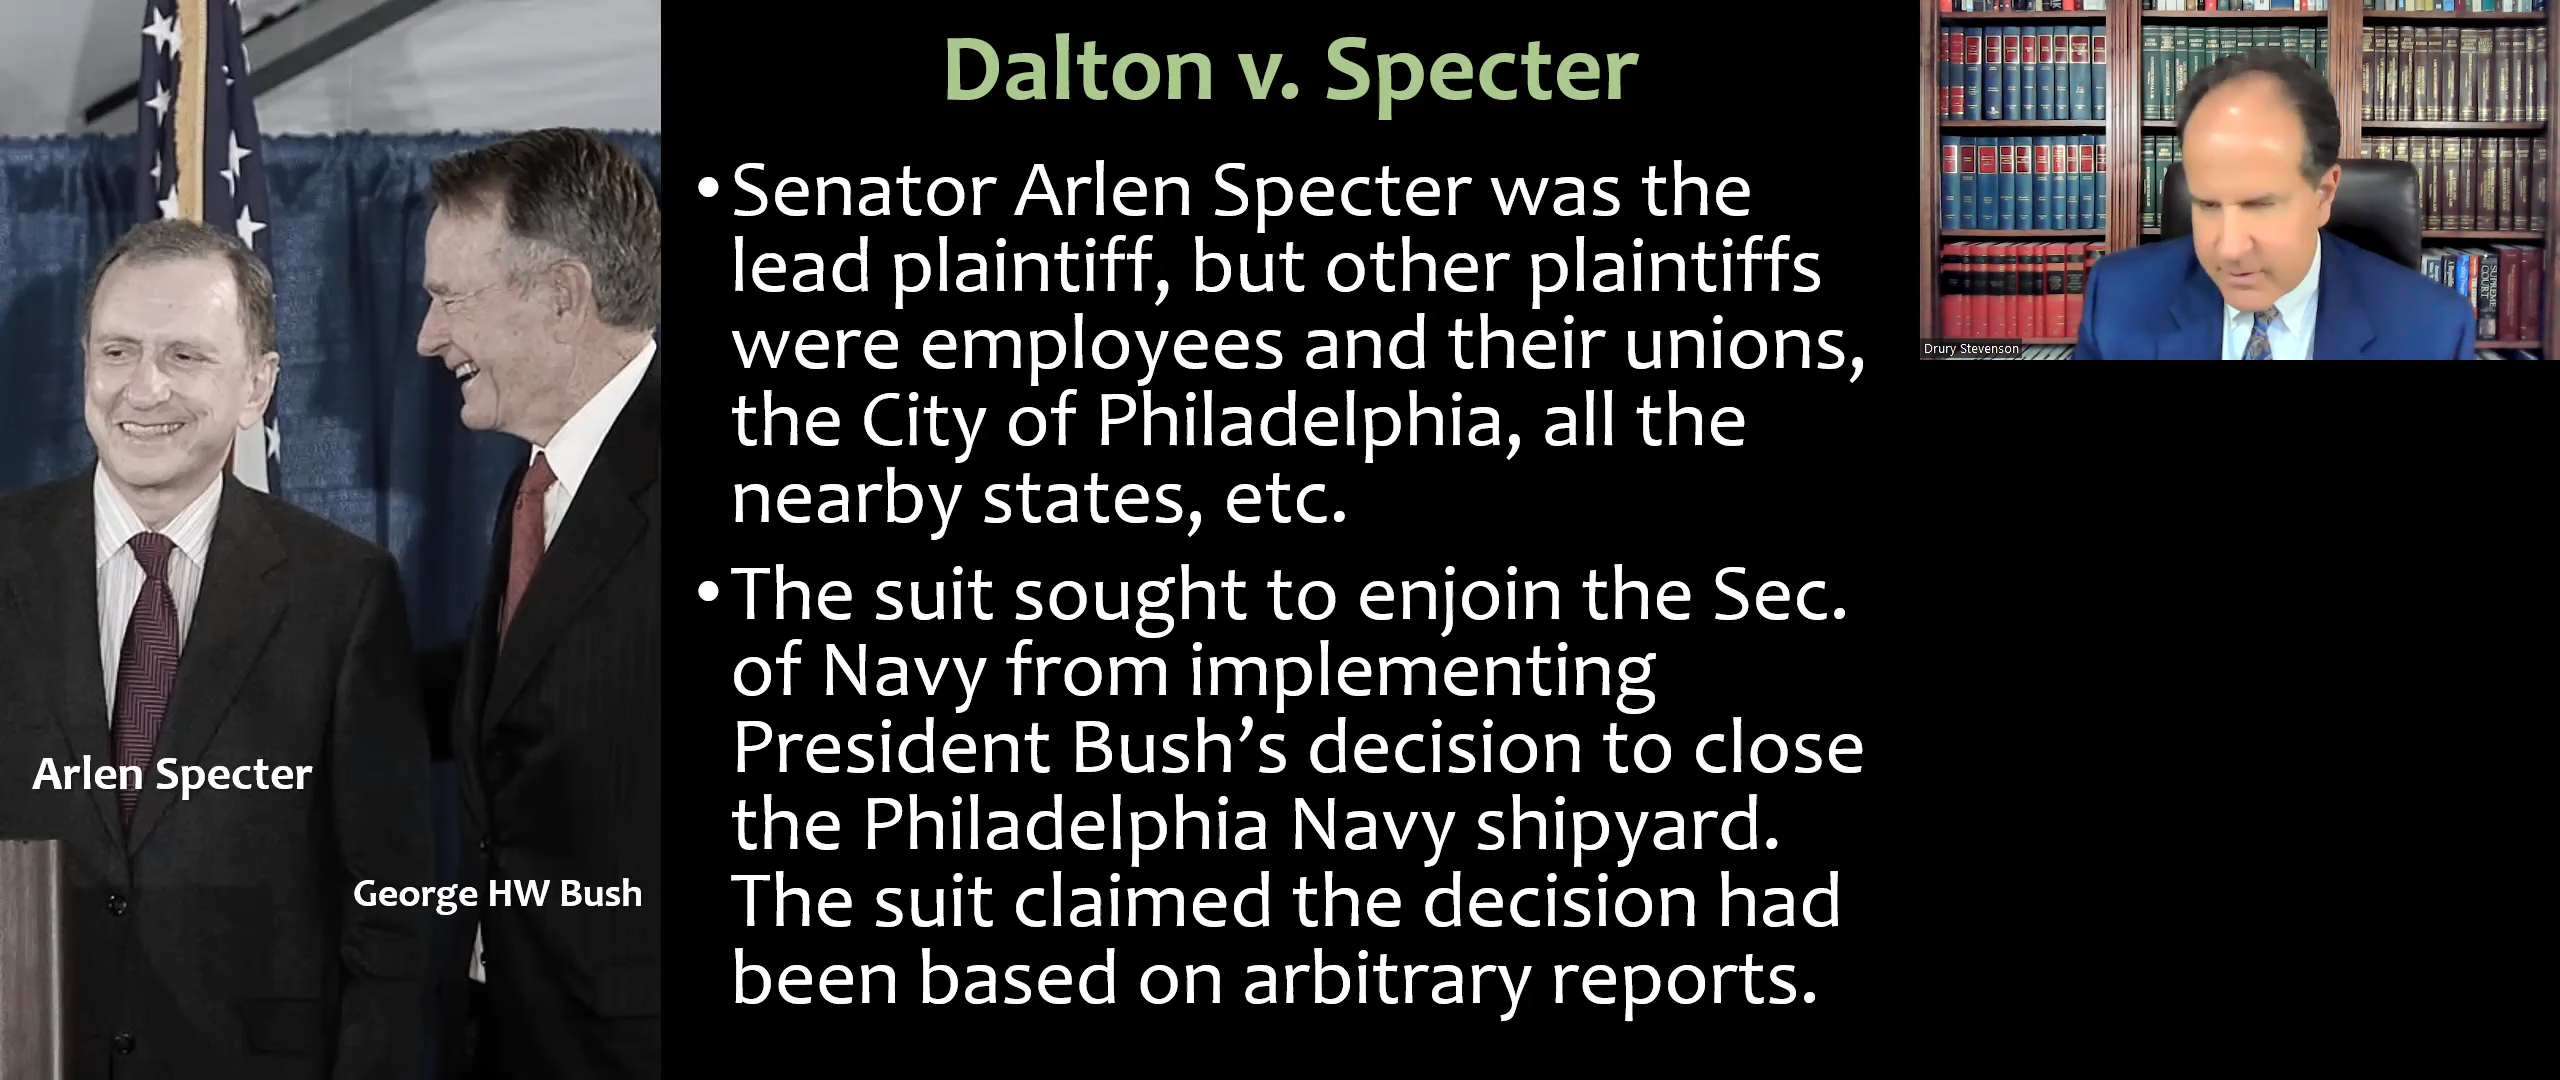 Dalton v. Specter
•Senator Arlen Specter was the
lead plaintiff, but other plaintiffs
were employees and their unions,
the City of Philadelphia, all the
nearby states, etc.
•The suit sought to enjoin the Sec.
of Navy from implementing
President Bush’s decision to close
the Philadelphia Navy shipyard.
The suit claimed the decision had
been based on arbitrary reports.
Arlen Specter
George HW Bush
Drury Stevenson
SUPREME
COURT